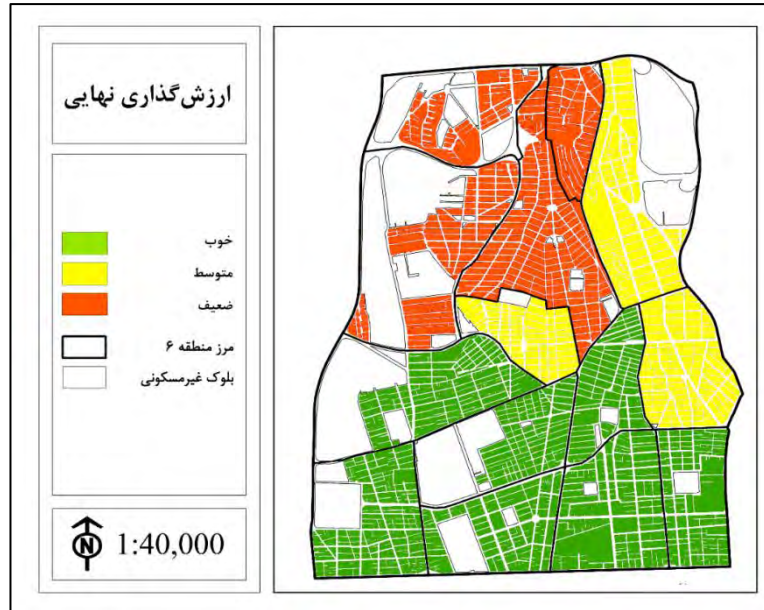 ارزش‌گذاری نهایی
خوب
متوسط
ضعیف
مرز منطقه ۶
بلوک غیرمسکونی
N
1:40,000